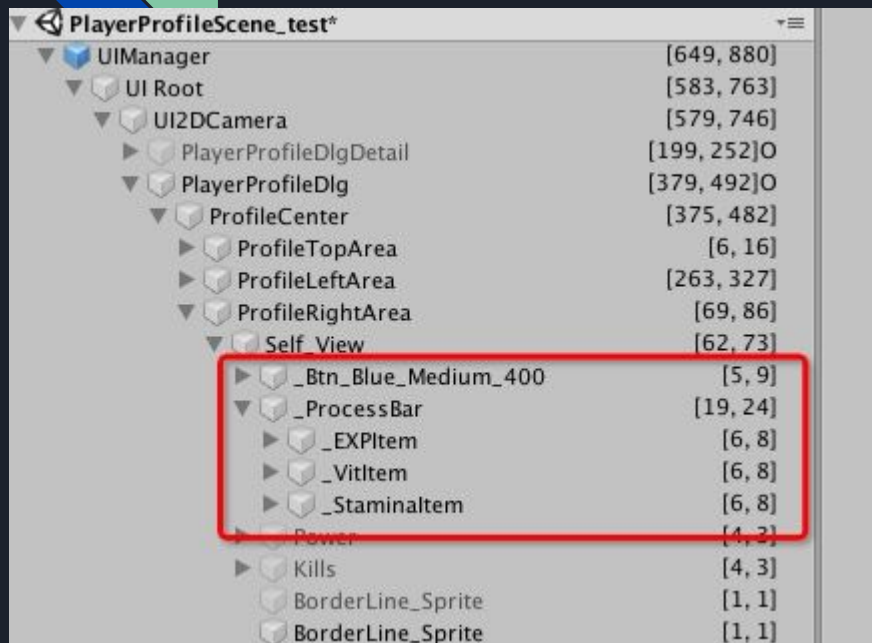 PlayerProfileScene_test*
UIManager [649, 880]
UI Root [583, 763]
UI2DCamera [579, 746]
PlayerProfileDlgDetail [199, 252]O
PlayerProfileDlg [379, 492]O
ProfileCenter [375, 482]
ProfileTopArea [6, 16]
ProfileLeftArea [263, 327]
ProfileRightArea [69, 86]
Self_View [62, 73]
_Btn_Blue_Medium_400 [5, 9]
_ProcessBar [19, 24]
_EXPItem [6, 8]
_VitItem [6, 8]
_StaminaItem [6, 8]
Power [4, 3]
Kills [4, 3]
BorderLine_Sprite [1, 1]
BorderLine_Sprite [1, 1]